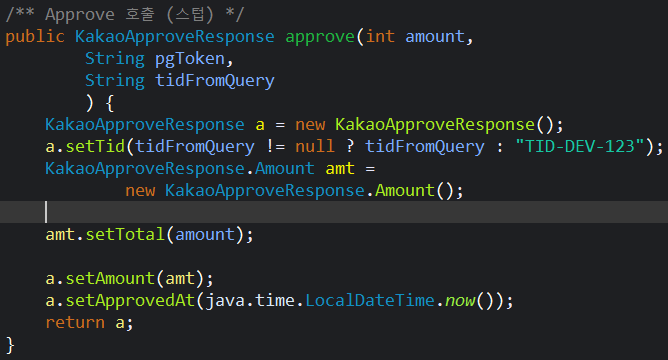 /** Approve 호출 (스텁) */
public KakaoApproveResponse approve(int amount,
        String pgToken,
        String tidFromQuery
        ) {
    KakaoApproveResponse a = new KakaoApproveResponse();
    a.setTid(tidFromQuery != null ? tidFromQuery : "TID-DEV-123");
    KakaoApproveResponse.Amount amt =
            new KakaoApproveResponse.Amount();
    amt.setTotal(amount);
    a.setAmount(amt);
    a.setApprovedAt(java.time.LocalDateTime.now());
    return a;
}